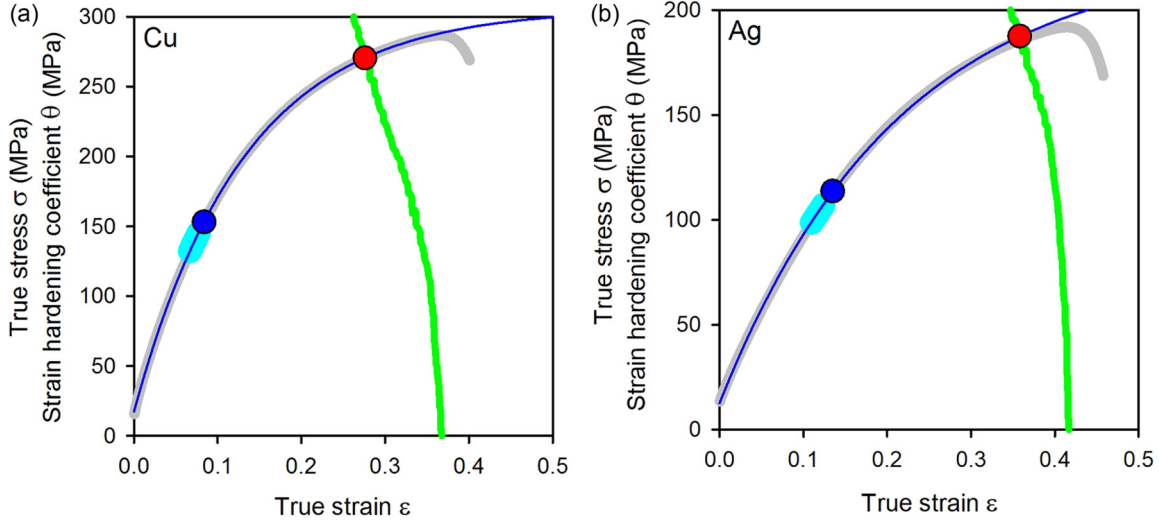 (a)
True stress σ (MPa)
Strain hardening coefficient θ (MPa)
300
250
200
150
100
50
0
Cu
0.0 0.1 0.2 0.3 0.4 0.5
True strain ε
(b)
True stress σ (MPa)
Strain hardening coefficient θ (MPa)
200
150
100
50
0
Ag
0.0 0.1 0.2 0.3 0.4 0.5
True strain ε